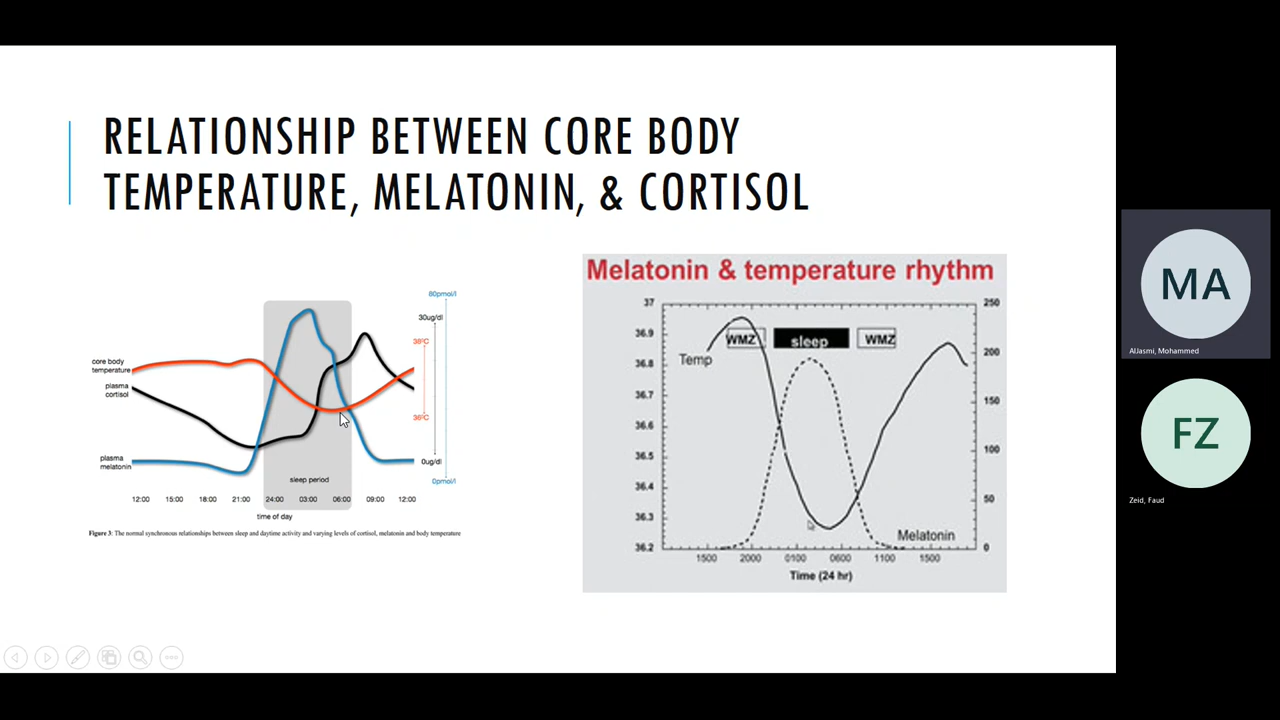 RELATIONSHIP BETWEEN CORE BODY
TEMPERATURE, MELATONIN, & CORTISOL
80pmol/l
30ug/dl
38°C
core body
temperature
plasma
cortisol
36°C
plasma
melatonin
0ug/dl
sleep period
0pmol/l
12:00 15:00 18:00 21:00 24:00 03:00 06:00 09:00 12:00
time of day
Figure 3: The normal synchronous relationships between sleep and daytime activity and varying levels of cortisol, melatonin and body temperature
Melatonin & temperature rhythm
37 250
36.9
WMZ sleep WMZ
36.8 200
Temp
36.7
150
36.6
36.5 100
36.4
50
36.3
Melatonin
36.2 0
1500 2000 0100 0600 1100 1500
Time (24 hr)
MA
AlJasmi, Mohammed
FZ
Zeid, Faud